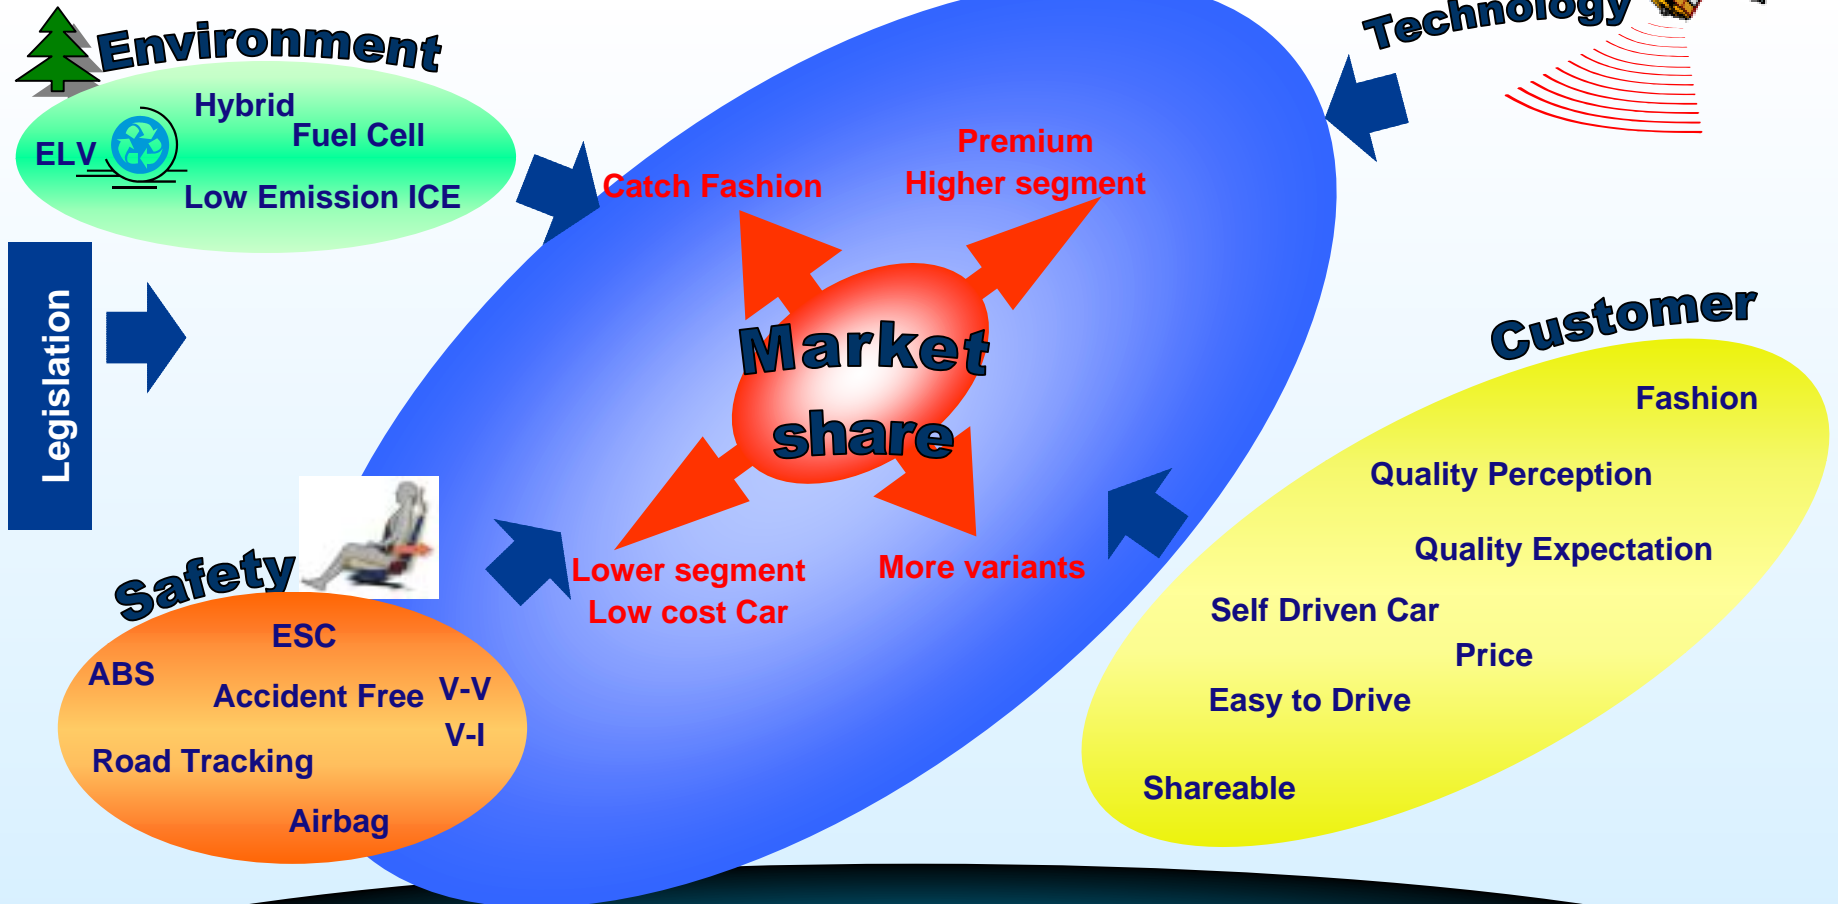 Environment
Hybrid
Fuel Cell
ELV
Low Emission ICE
Legislation
Safety
ESC
ABS
Accident Free
V-V
V-I
Road Tracking
Airbag
Catch Fashion
Premium
Higher segment
Market
share
Lower segment
Low cost Car
More variants
Technology
Customer
Fashion
Quality Perception
Quality Expectation
Self Driven Car
Price
Easy to Drive
Shareable